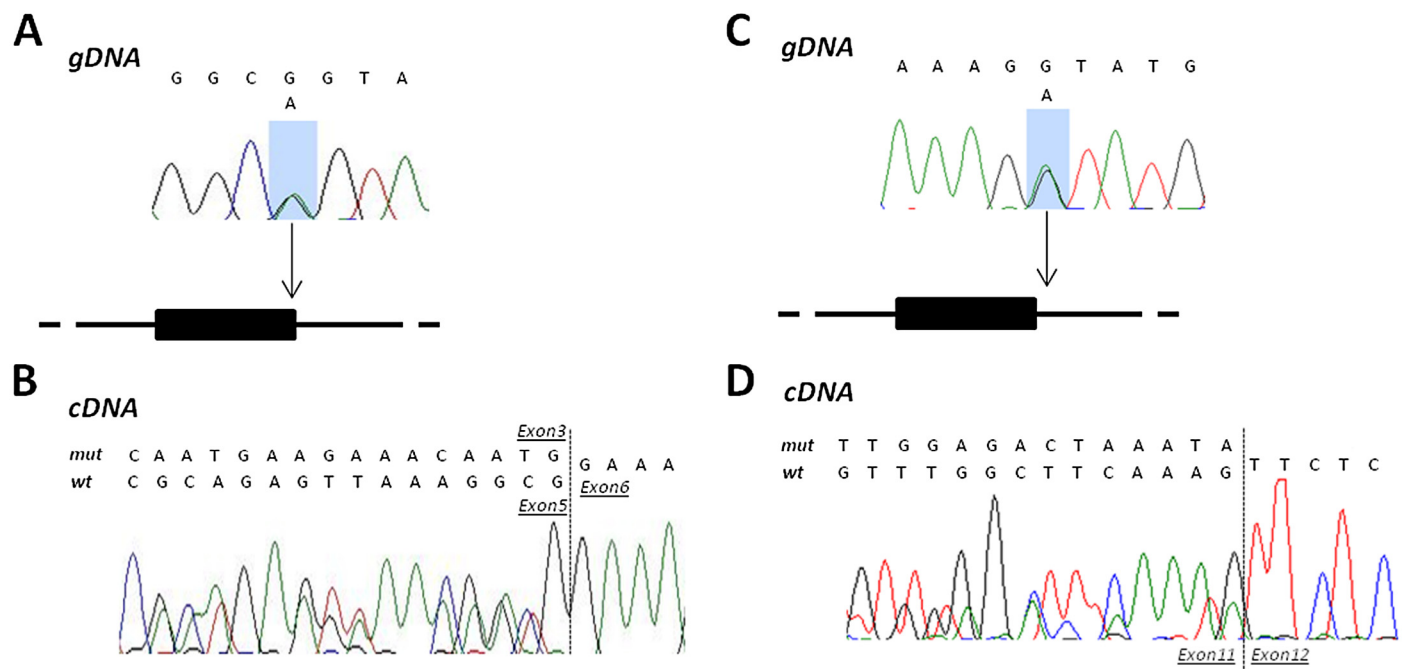 A
gDNA
G G C G G T A
A
B
cDNA
Exon3
mut C A A T G A A G A A A C A A T G G A A A
wt C G C A G A G T T A A A G G C G Exon6
Exon5
C
gDNA
A A A G G T A T G
A
D
cDNA
mut T T G G A G A C T A A A T A T T C T C
wt G T T T G G C T T C A A A G
Exon11 Exon12